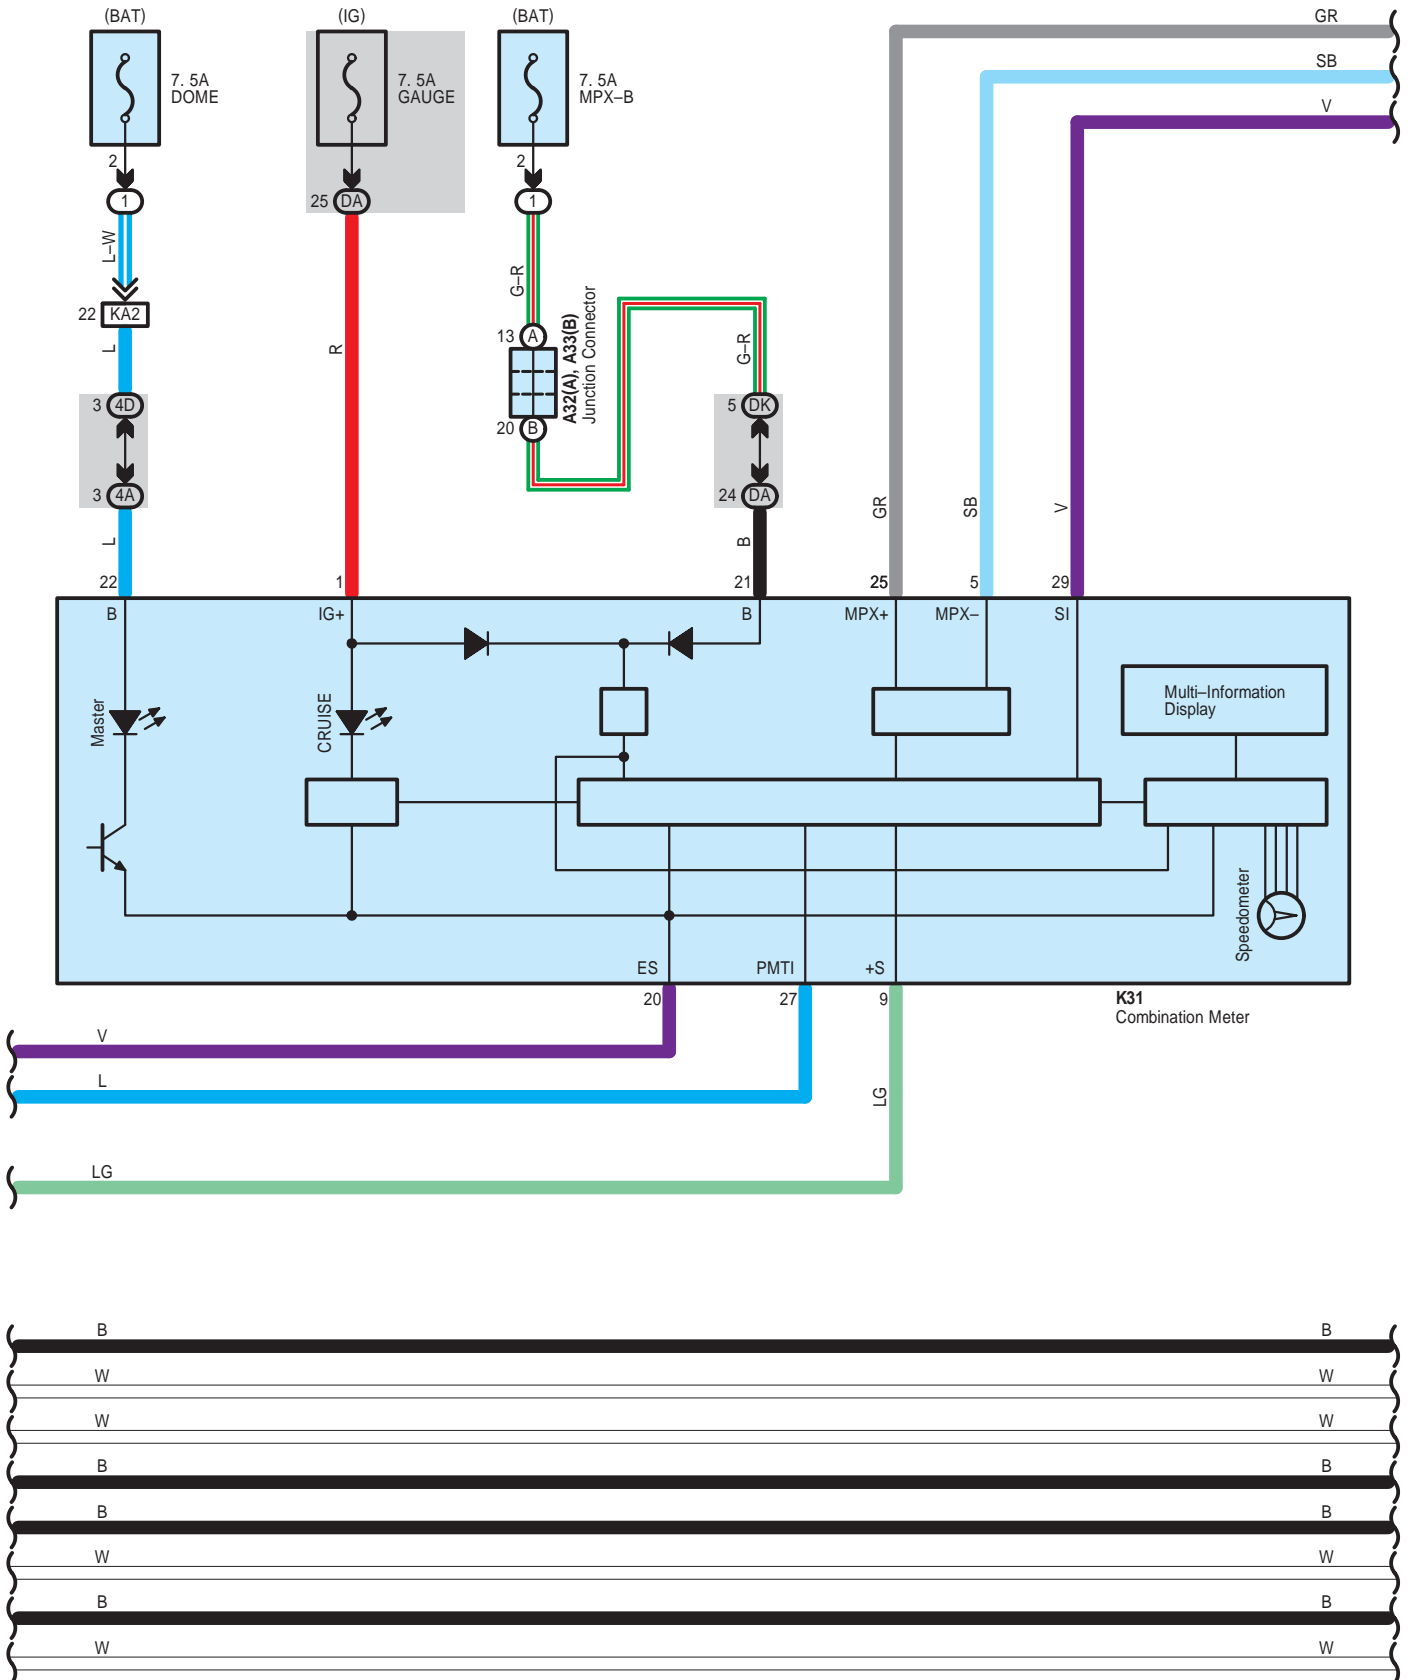 (BAT)
(IG)
(BAT)
GR
SB
V
7. 5A
DOME
7. 5A
GAUGE
7. 5A
MPX–B
2
2
1
25 DA
1
L–W
G–R
22 KA2
L
R
13 A
A32(A), A33(B)
Junction Connector
G–R
3 4D
5 DK
20 B
3 4A
24 DA
L
B
GR
SB
V
22
1
21
25
5
29
B
IG+
B
MPX+
MPX–
SI
Master
CRUISE
Multi–Information
Display
Speedometer
ES
PMTI
+S
20
27
9
K31
Combination Meter
V
L
LG
LG
B
B
W
W
W
W
B
B
B
B
W
W
B
B
W
W